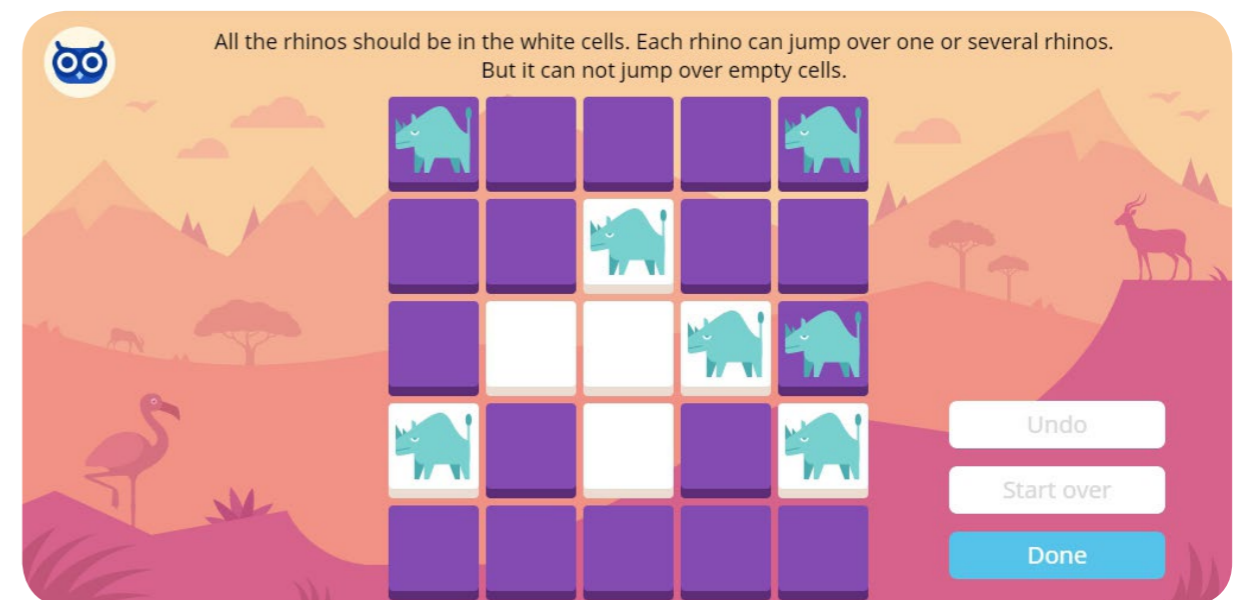 All the rhinos should be in the white cells. Each rhino can jump over one or several rhinos.
But it can not jump over empty cells.
Undo
Start over
Done